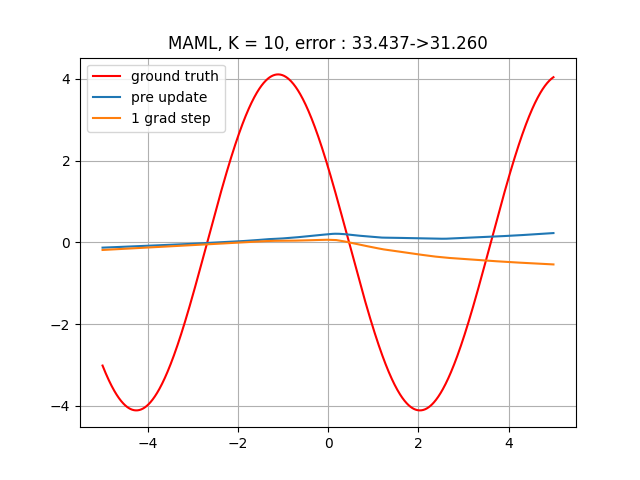 MAML, K = 10, error : 33.437->31.260
ground truth
pre update
1 grad step
4
2
0
−2
−4
−4
−2
0
2
4